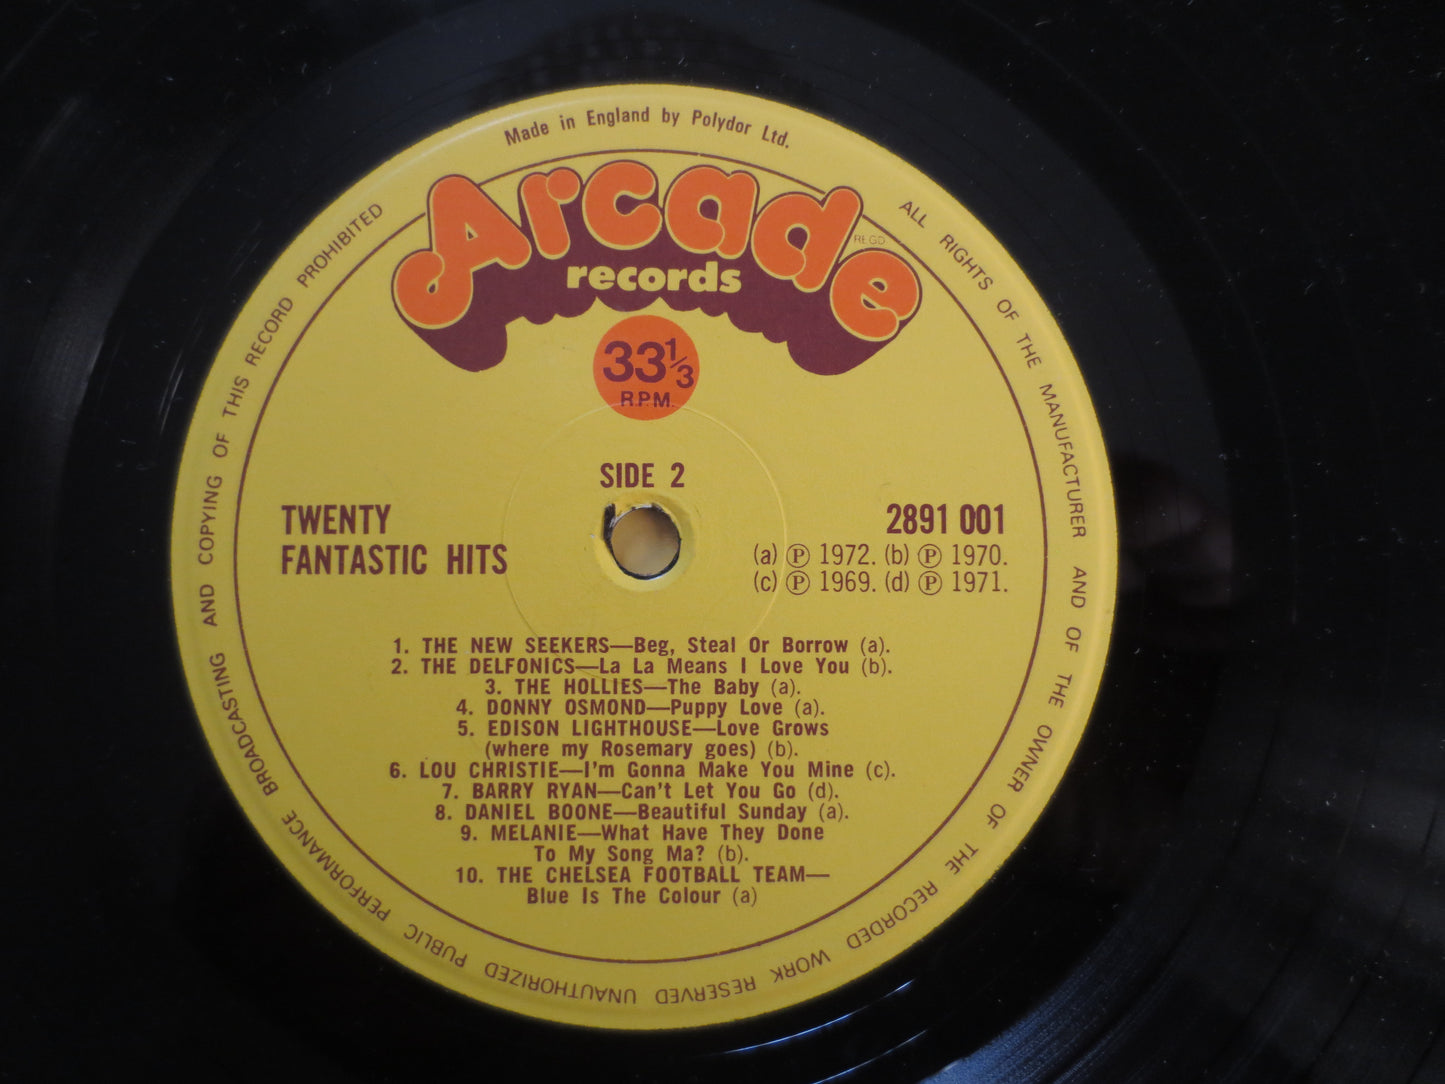 Made in England by Polydor Ltd.
Arcade
REGD.
records
33 1/3
R.P.M.
SIDE 2
TWENTY
FANTASTIC HITS
2891 001
(a) Ⓟ 1972. (b) Ⓟ 1970.
(c) Ⓟ 1969. (d) Ⓟ 1971.
1. THE NEW SEEKERS—Beg, Steal Or Borrow (a).
2. THE DELFONICS—La La Means I Love You (b).
3. THE HOLLIES—The Baby (a).
4. DONNY OSMOND—Puppy Love (a).
5. EDISON LIGHTHOUSE—Love Grows
(where my Rosemary goes) (b).
6. LOU CHRISTIE—I'm Gonna Make You Mine (c).
7. BARRY RYAN—Can't Let You Go (d).
8. DANIEL BOONE—Beautiful Sunday (a).
9. MELANIE—What Have They Done
To My Song Ma? (b).
10. THE CHELSEA FOOTBALL TEAM—
Blue Is The Colour (a)
ALL RIGHTS OF THE MANUFACTURER AND OF THE OWNER OF THE RECORDED WORK RESERVED UNAUTHORIZED PUBLIC PERFORMANCE BROADCASTING AND COPYING OF THIS RECORD PROHIBITED